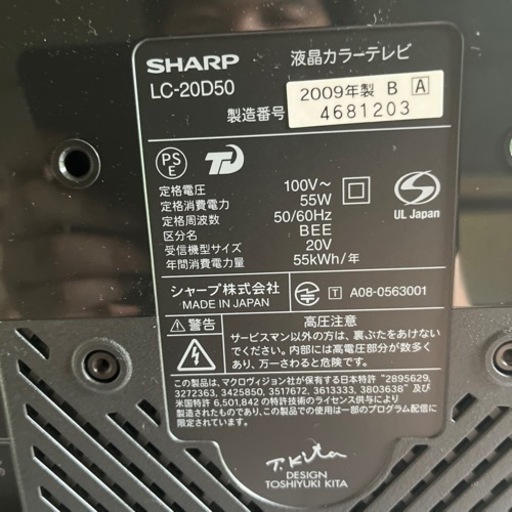 SHARP 液晶カラーテレビ
LC-20D50
製造番号 2009年製 B A
4681203
PS
E
定格電圧 100V～
定格消費電力 55W
定格周波数 50/60Hz
区分名 BEE
受信機型サイズ 20V
年間消費電力量 55kWh/年
UL Japan
シャープ株式会社
MADE IN JAPAN
T A08-0563001
警告 高圧注意
サービスマン以外の方は、裏ぶたをあけないで
ください。内部には高電圧部分が数多く
あり、万一さわると危険です。
この製品は、マクロヴィジョン社が保有する日本特許 "2895629,
3272363, 3425850, 3517672, 3613333, 3803638" 及び
米国特許 6,501,842 の特許技術のライセンス供与により
製造されたものであり、この製品での使用は一部のプログラム配信に
限定されています。
T. Kita
DESIGN
TOSHIYUKI KITA